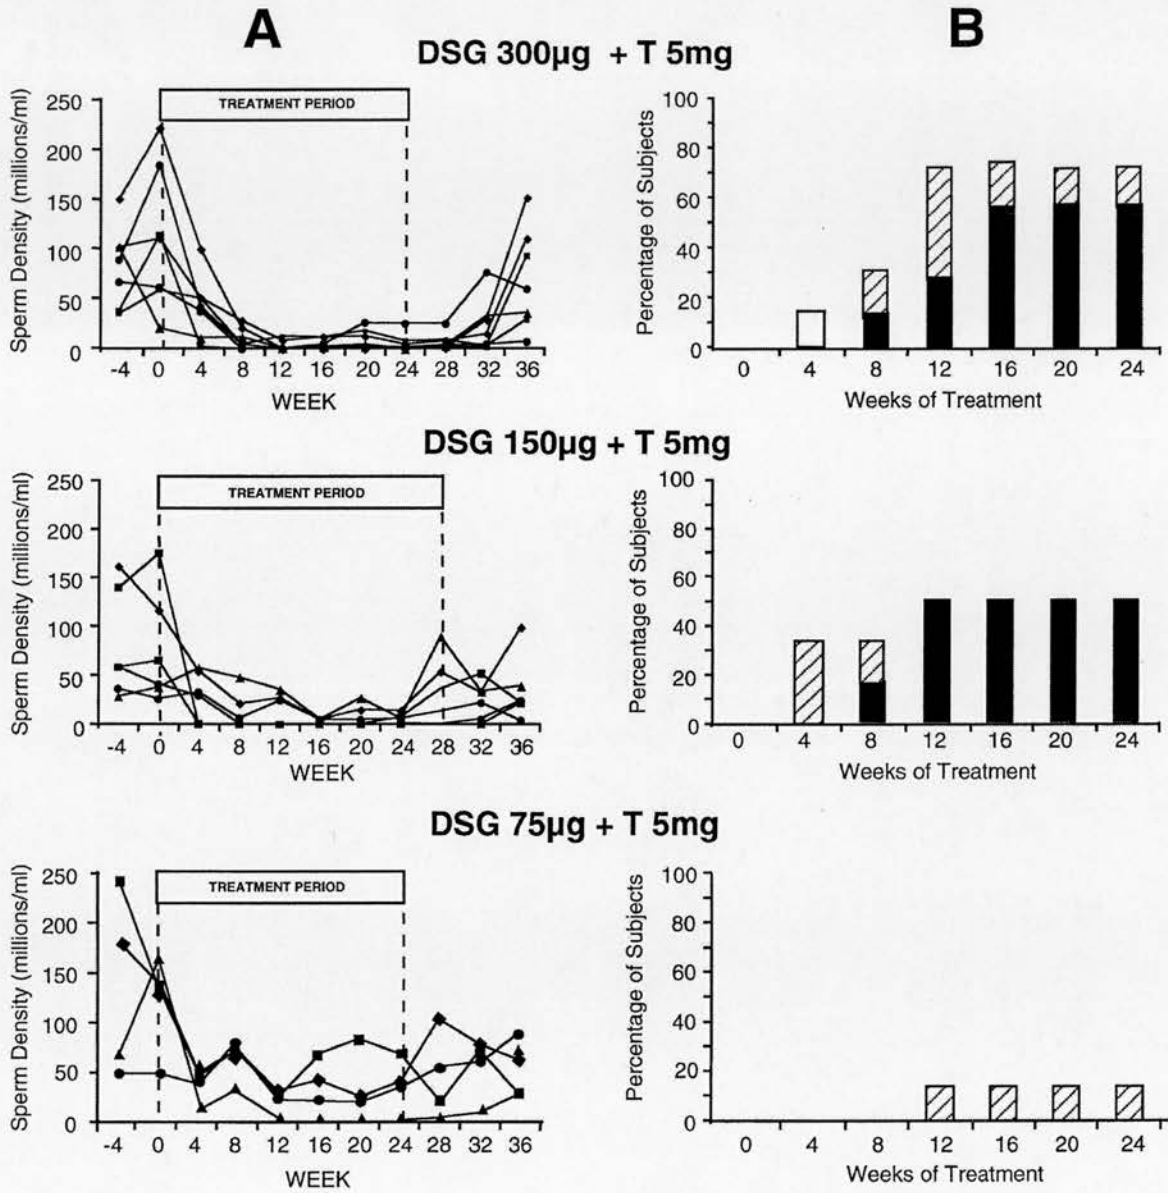 A
B
DSG 300µg + T 5mg
Sperm Density (millions/ml)
250
200
150
100
50
0
TREATMENT PERIOD
-4 0 4 8 12 16 20 24 28 32 36
WEEK
Percentage of Subjects
100
80
60
40
20
0
0 4 8 12 16 20 24
Weeks of Treatment
DSG 150µg + T 5mg
Sperm Density (millions/ml)
250
200
150
100
50
0
TREATMENT PERIOD
-4 0 4 8 12 16 20 24 28 32 36
WEEK
Percentage of Subjects
100
80
60
40
20
0
0 4 8 12 16 20 24
Weeks of Treatment
DSG 75µg + T 5mg
Sperm Density (millions/ml)
250
200
150
100
50
0
TREATMENT PERIOD
-4 0 4 8 12 16 20 24 28 32 36
WEEK
Percentage of Subjects
100
80
60
40
20
0
0 4 8 12 16 20 24
Weeks of Treatment